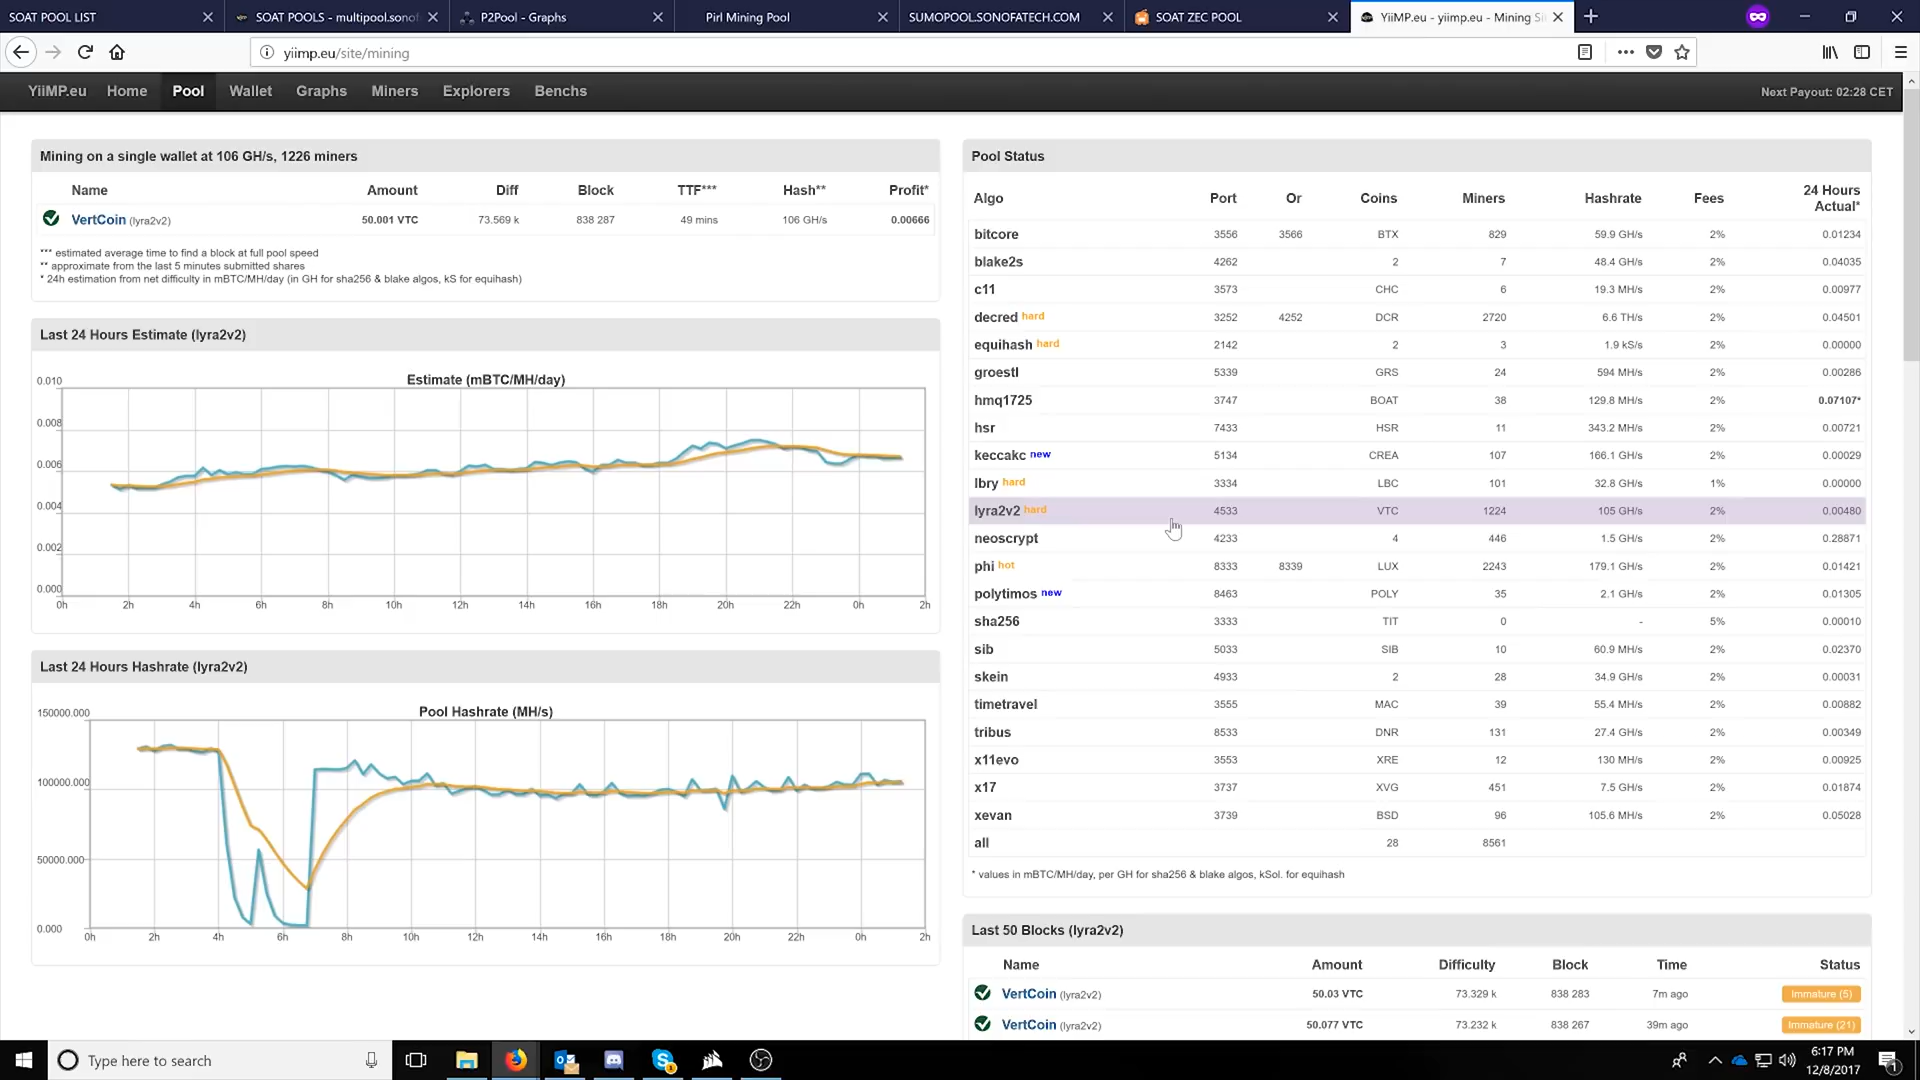 SOAT POOL LIST
SOAT POOLS - multipool.sonof
P2Pool - Graphs
Pirl Mining Pool
SUMOPOOL.SONOFATECH.COM
SOAT ZEC POOL
YiiMP.eu - yiimp.eu - Mining Si
yiimp.eu/site/mining
YiiMP.eu Home Pool Wallet Graphs Miners Explorers Benchs Next Payout: 02:28 CET
Mining on a single wallet at 106 GH/s, 1226 miners
Name Amount Diff Block TTF*** Hash** Profit*
VertCoin (lyra2v2) 50.001 VTC 73.569 k 838 287 49 mins 106 GH/s 0.00666
*** estimated average time to find a block at full pool speed
** approximate from the last 5 minutes submitted shares
* 24h estimation from net difficulty in mBTC/MH/day (in GH for sha256 & blake algos, kS for equihash)
Last 24 Hours Estimate (lyra2v2)
Estimate (mBTC/MH/day)
0.010
0.008
0.006
0.004
0.002
0.000
0h 2h 4h 6h 8h 10h 12h 14h 16h 18h 20h 22h 0h 2h
Last 24 Hours Hashrate (lyra2v2)
Pool Hashrate (MH/s)
150000.000
100000.000
50000.000
0.000
0h 2h 4h 6h 8h 10h 12h 14h 16h 18h 20h 22h 0h 2h
Pool Status
Algo Port Or Coins Miners Hashrate Fees 24 Hours
Actual*
bitcore 3556 3566 BTX 829 59.9 GH/s 2% 0.01234
blake2s 4262 2 7 48.4 GH/s 2% 0.04035
c11 3573 CHC 6 19.3 MH/s 2% 0.00977
decred hard 3252 4252 DCR 2720 6.6 TH/s 2% 0.04501
equihash hard 2142 2 3 1.9 kS/s 2% 0.00000
groestl 5339 GRS 24 594 MH/s 2% 0.00286
hmq1725 3747 BOAT 38 129.8 MH/s 2% 0.07107*
hsr 7433 HSR 11 343.2 MH/s 2% 0.00721
keccakc new 5134 CREA 107 166.1 GH/s 2% 0.00029
lbry hard 3334 LBC 101 32.8 GH/s 1% 0.00000
lyra2v2 hard 4533 VTC 1224 105 GH/s 2% 0.00480
neoscrypt 4233 4 446 1.5 GH/s 2% 0.28871
phi hot 8333 8339 LUX 2243 179.1 GH/s 2% 0.01421
polytimos new 8463 POLY 35 2.1 GH/s 2% 0.01305
sha256 3333 TIT 0 - 5% 0.00010
sib 5033 SIB 10 60.9 MH/s 2% 0.02370
skein 4933 2 28 34.9 GH/s 2% 0.00031
timetravel 3555 MAC 39 55.4 MH/s 2% 0.00882
tribus 8533 DNR 131 27.4 GH/s 2% 0.00349
x11evo 3553 XRE 12 130 MH/s 2% 0.00925
x17 3737 XVG 451 7.5 GH/s 2% 0.01874
xevan 3739 BSD 96 105.6 MH/s 2% 0.05028
all 28 8561
* values in mBTC/MH/day, per GH for sha256 & blake algos, kSol. for equihash
Last 50 Blocks (lyra2v2)
Name Amount Difficulty Block Time Status
VertCoin (lyra2v2) 50.03 VTC 73.329 k 838 283 7m ago Immature (5)
VertCoin (lyra2v2) 50.077 VTC 73.232 k 838 267 39m ago Immature (21)
Type here to search
6:17 PM
12/8/2017